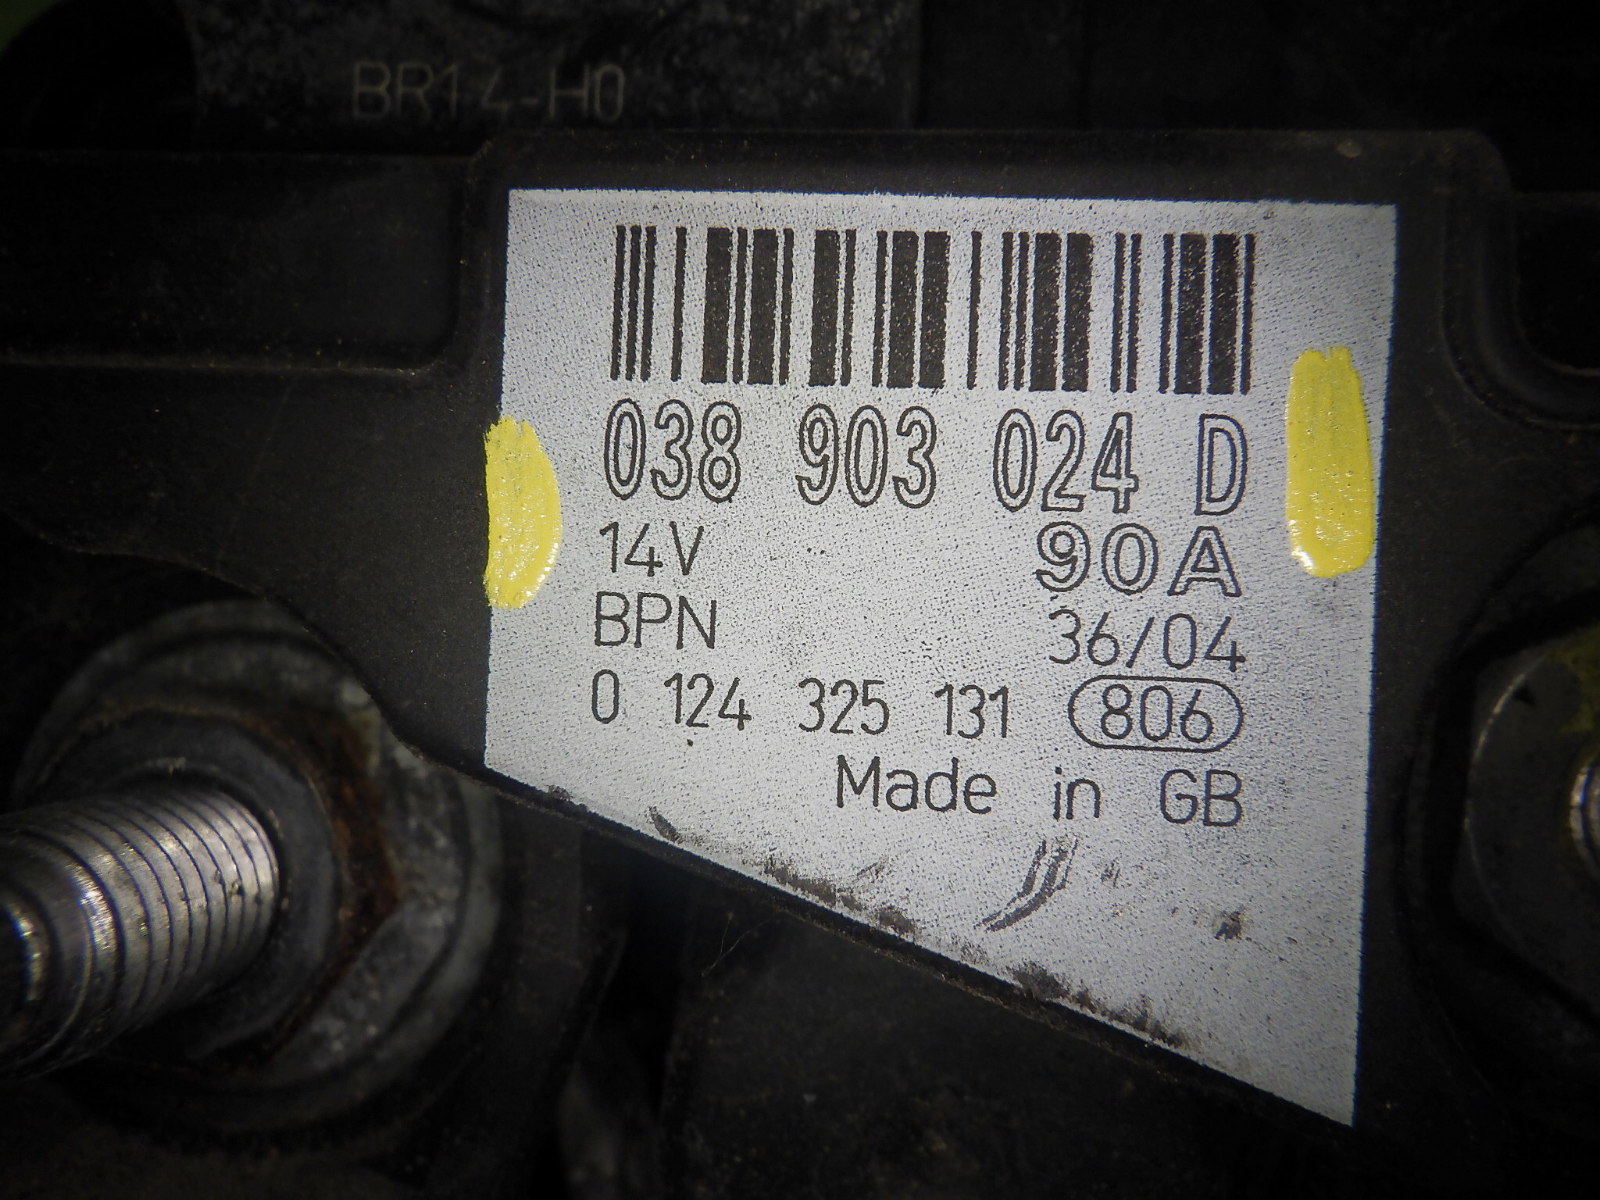 BR14-H0
038 903 024 D
14V 90A
BPN 36/04
0 124 325 131 806
Made in GB